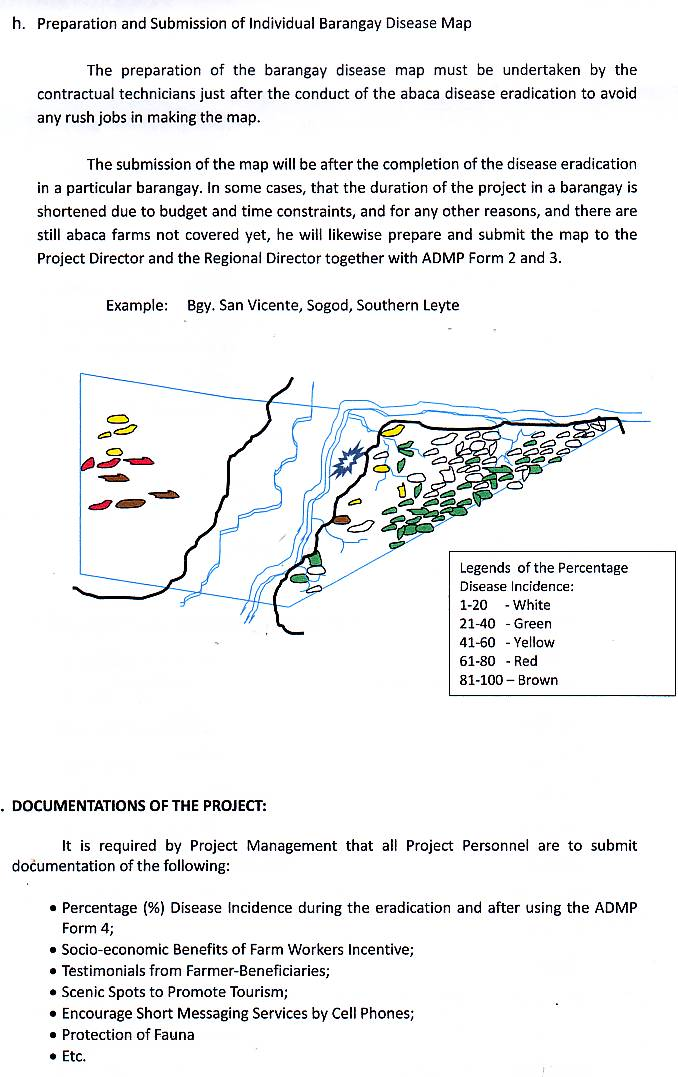 h. Preparation and Submission of Individual Barangay Disease Map
The preparation of the barangay disease map must be undertaken by the
contractual technicians just after the conduct of the abaca disease eradication to avoid
any rush jobs in making the map.
The submission of the map will be after the completion of the disease eradication
in a particular barangay. In some cases, that the duration of the project in a barangay is
shortened due to budget and time constraints, and for any other reasons, and there are
still abaca farms not covered yet, he will likewise prepare and submit the map to the
Project Director and the Regional Director together with ADMP Form 2 and 3.
Example: Bgy. San Vicente, Sogod, Southern Leyte
Legends of the Percentage
Disease Incidence:
1-20 - White
21-40 - Green
41-60 - Yellow
61-80 - Red
81-100 – Brown
. DOCUMENTATIONS OF THE PROJECT:
It is required by Project Management that all Project Personnel are to submit
documentation of the following:
• Percentage (%) Disease Incidence during the eradication and after using the ADMP
Form 4;
• Socio-economic Benefits of Farm Workers Incentive;
• Testimonials from Farmer-Beneficiaries;
• Scenic Spots to Promote Tourism;
• Encourage Short Messaging Services by Cell Phones;
• Protection of Fauna
• Etc.